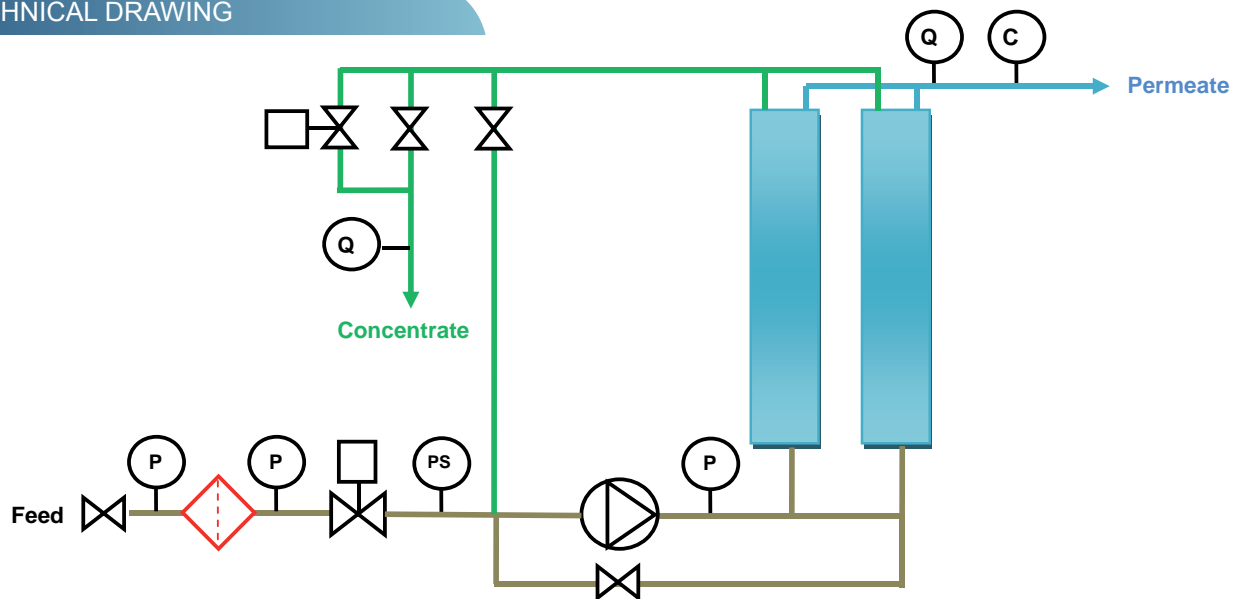 HNICAL DRAWING
Q
C
Permeate
Q
Concentrate
P
P
PS
P
Feed